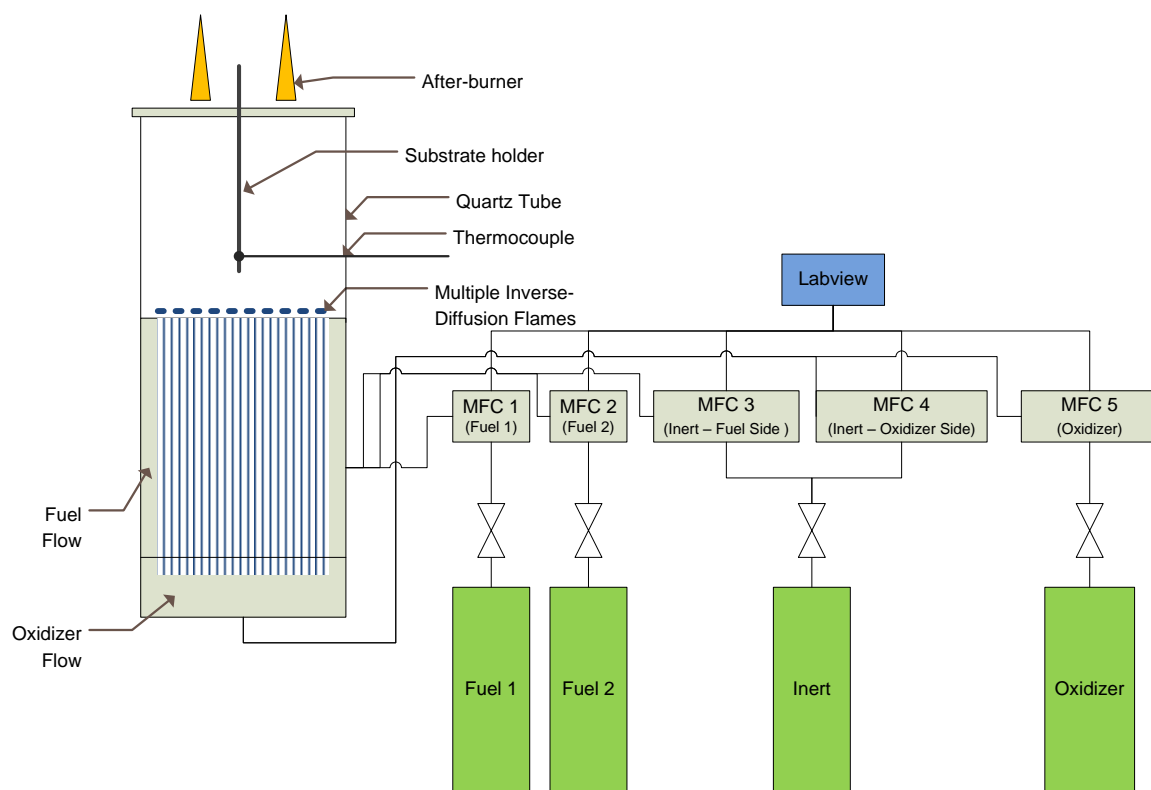 After-burner
Substrate holder
Quartz Tube
Thermocouple
Multiple Inverse-
Diffusion Flames
Labview
MFC 1
(Fuel 1)
MFC 2
(Fuel 2)
MFC 3
(Inert – Fuel Side )
MFC 4
(Inert – Oxidizer Side)
MFC 5
(Oxidizer)
Fuel
Flow
Oxidizer
Flow
Fuel 1
Fuel 2
Inert
Oxidizer